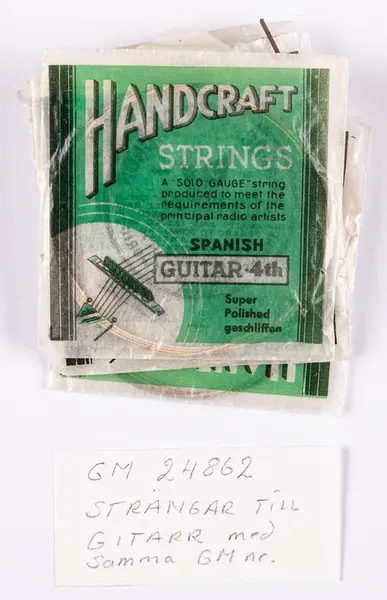 HANDCRAFT
STRINGS
A "SOLO GAUGE" string
produced to meet the
requirements of the
principal radio artists
SPANISH
GUITAR-4th
Super
Polished
geschliffen
GM 24862
STRÄNGAR TILL
GITARR med
Samma GM nr.